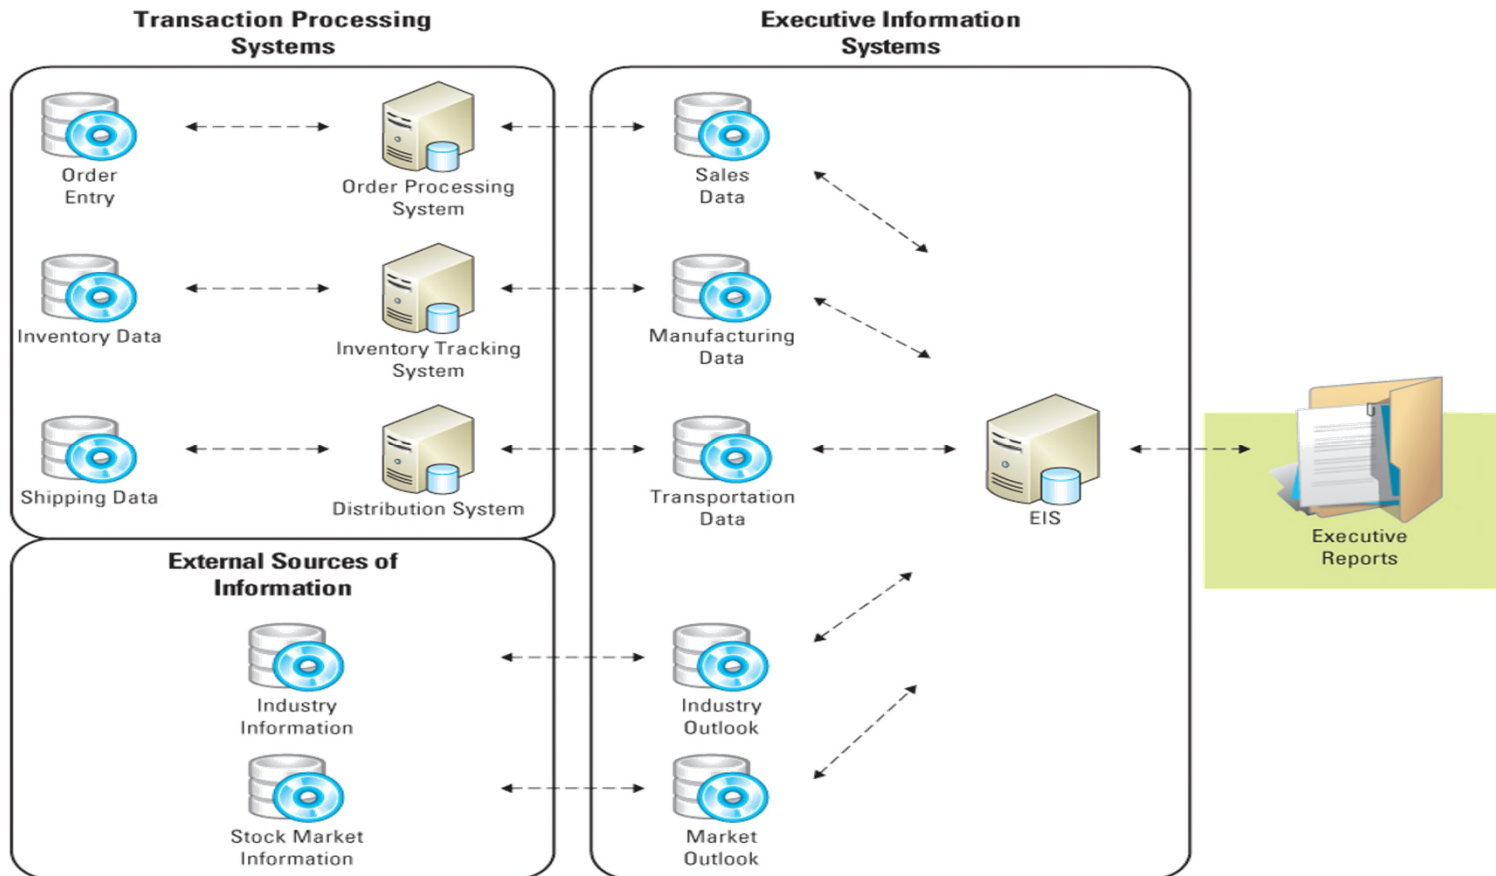 Transaction Processing
Systems
Executive Information
Systems
Order
Entry
Order Processing
System
Sales
Data
Inventory Data
Inventory Tracking
System
Manufacturing
Data
Shipping Data
Distribution System
Transportation
Data
EIS
Executive
Reports
External Sources of
Information
Industry
Information
Industry
Outlook
Stock Market
Information
Market
Outlook